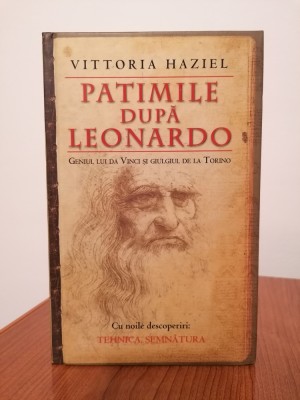 VITTORIA HAZIEL
PATIMILE
DUPĂ
LEONARDO
GENIUL LUI DA VINCI ȘI GIULGIUL DE LA TORINO
Cu noile descoperiri:
TEHNICA, SEMNĂTURA